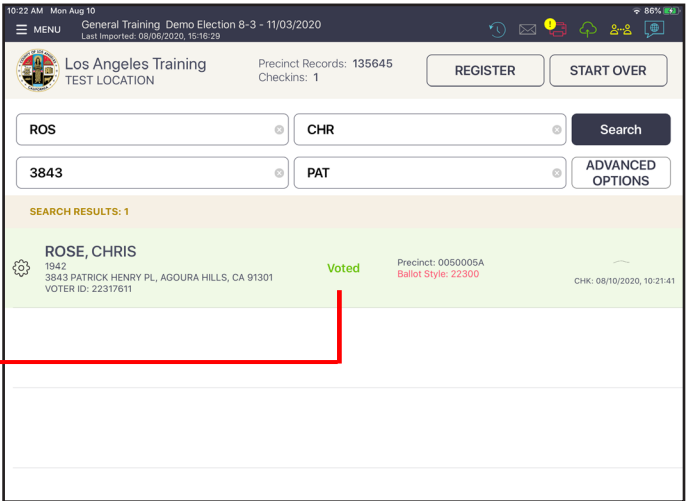 10:22 AM Mon Aug 10
86%
MENU
General Training Demo Election 8-3 - 11/03/2020
Last Imported: 08/06/2020, 15:16:29
Los Angeles Training
TEST LOCATION
Precinct Records: 135645
Checkins: 1
REGISTER
START OVER
ROS
CHR
Search
3843
PAT
ADVANCED
OPTIONS
SEARCH RESULTS: 1
ROSE, CHRIS
1942
3843 PATRICK HENRY PL, AGOURA HILLS, CA 91301
VOTER ID: 22317611
Voted
Precinct: 0050005A
Ballot Style: 22300
CHK: 08/10/2020, 10:21:41